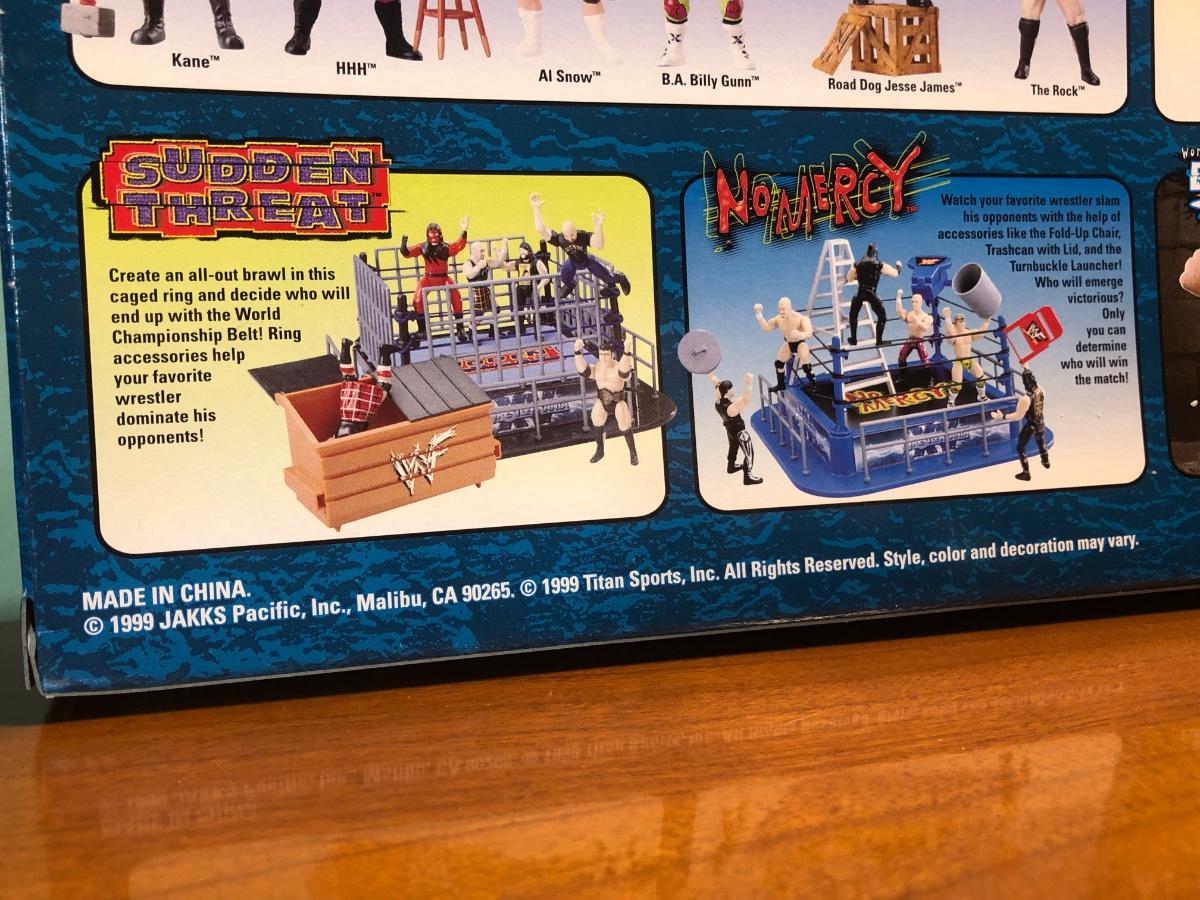 Kane™
HHH™
Al Snow™
B.A. Billy Gunn™
Road Dog Jesse James™
The Rock™
SUDDEN
THREAT™
Create an all-out brawl in this
caged ring and decide who will
end up with the World
Championship Belt! Ring
accessories help
your favorite
wrestler
dominate his
opponents!
WF
NO MERCY™
Watch your favorite wrestler slam
his opponents with the help of
accessories like the Fold-Up Chair,
Trashcan with Lid, and the
Turnbuckle Launcher!
Who will emerge
victorious?
Only
you can
determine
who will win
the match!
No
MERCY
MADE IN CHINA.
© 1999 JAKKS Pacific, Inc., Malibu, CA 90265. © 1999 Titan Sports, Inc. All Rights Reserved. Style, color and decoration may vary.